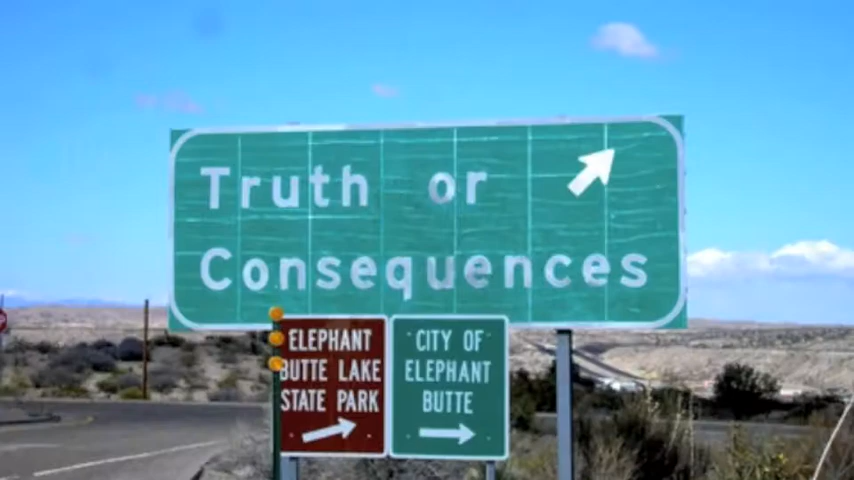 Truth or
Consequences
ELEPHANT
BUTTE LAKE
STATE PARK
CITY OF
ELEPHANT
BUTTE